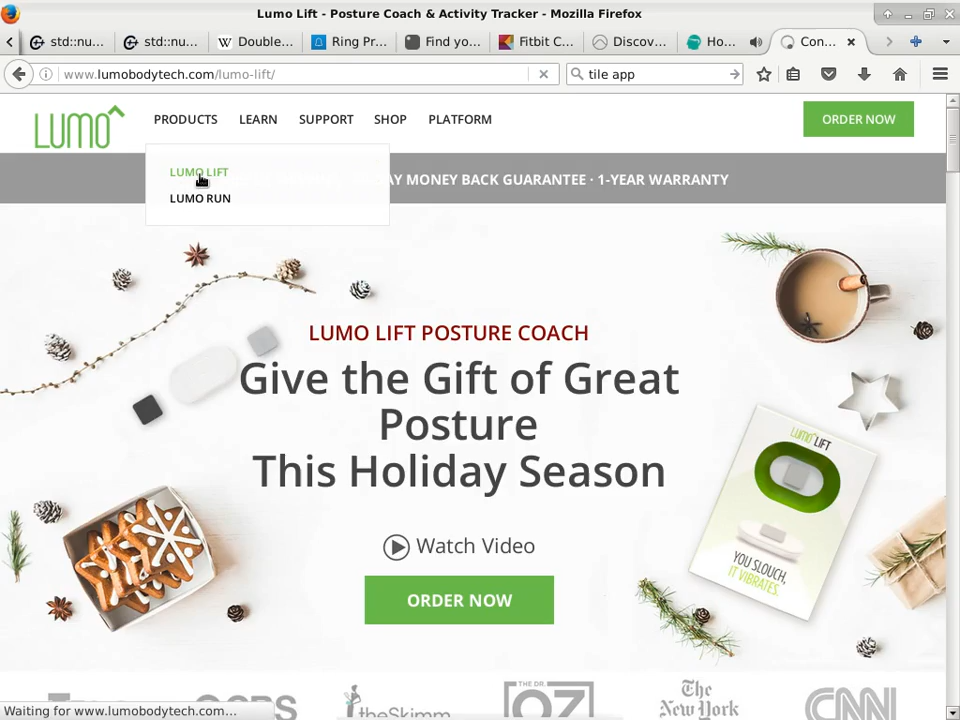 Lumo Lift - Posture Coach & Activity Tracker - Mozilla Firefox
std::nu... std::nu... Double... Ring Pr... Find yo... Fitbit C... Discov... Ho... Con...
www.lumobodytech.com/lumo-lift/ tile app
LUMO PRODUCTS LEARN SUPPORT SHOP PLATFORM ORDER NOW
LUMO LIFT
LUMO RUN
AY MONEY BACK GUARANTEE · 1-YEAR WARRANTY
LUMO LIFT POSTURE COACH
Give the Gift of Great
Posture
This Holiday Season
Watch Video
ORDER NOW
LUMO LIFT
YOU SLOUCH,
IT VIBRATES.
theSkimm
THE DR.
OZ
The
New York
CNN
Waiting for www.lumobodytech.com...